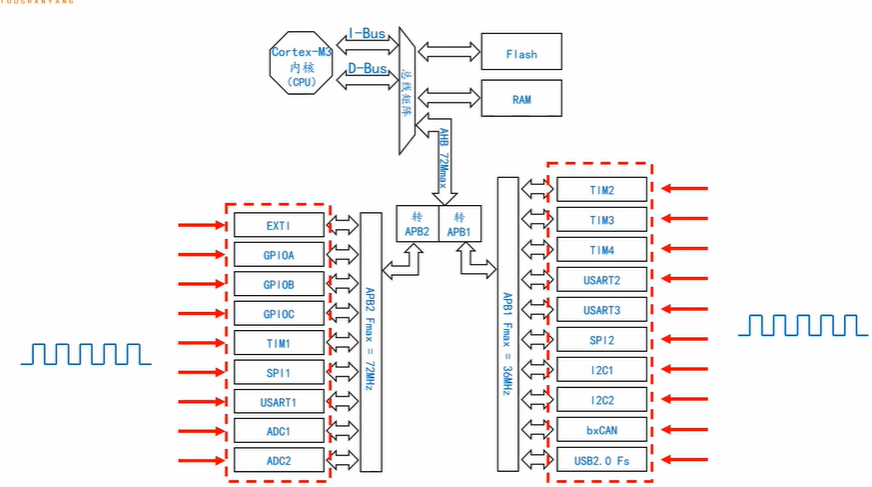 YOUSHANYANG
I-Bus
Cortex-M3
内核
(CPU)
D-Bus
总线矩阵
Flash
RAM
AHB 72Mmax
转
APB2
转
APB1
EXTI
GPIOA
GPIOB
GPIOC
TIM1
SPI1
USART1
ADC1
ADC2
APB2 Fmax = 72MHz
APB1 Fmax = 36MHz
TIM2
TIM3
TIM4
USART2
USART3
SPI2
I2C1
I2C2
bxCAN
USB2.0 Fs